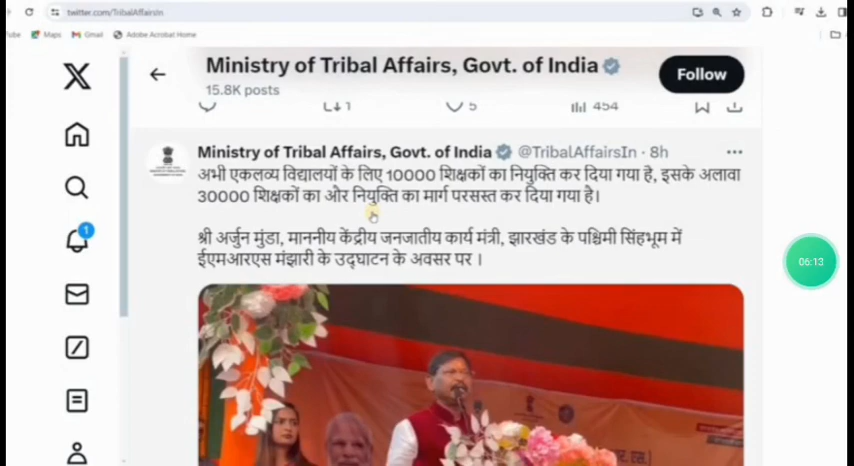 twitter.com/TribalAffairsIn
Tube Maps Gmail Adobe Acrobat Home
Ministry of Tribal Affairs, Govt. of India
Follow
15.8K posts
1 5 454
Ministry of Tribal Affairs, Govt. of India @TribalAffairsIn · 8h
अभी एकलव्य विद्यालयों के लिए 10000 शिक्षकों का नियुक्ति कर दिया गया है, इसके अलावा
30000 शिक्षकों का और नियुक्ति का मार्ग परसस्त कर दिया गया है।
1
श्री अर्जुन मुंडा, माननीय केंद्रीय जनजातीय कार्य मंत्री, झारखंड के पश्चिमी सिंहभूम में
ईएमआरएस मंझारी के उद्घाटन के अवसर पर ।
06:13